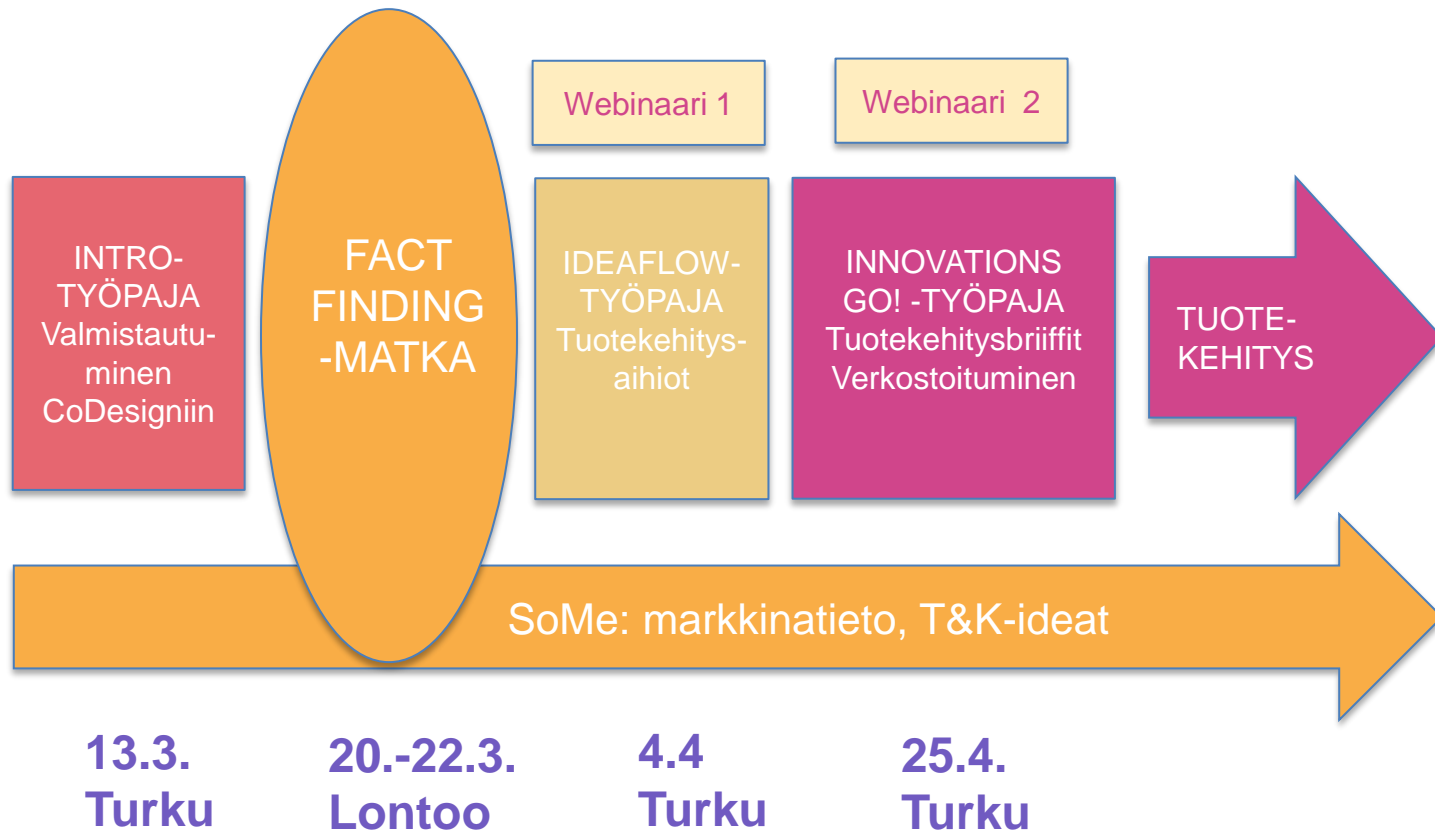 Webinaari 1
Webinaari 2
INTRO-
TYÖPAJA
Valmistautu-
minen
CoDesigniin
FACT
FINDING
-MATKA
IDEAFLOW-
TYÖPAJA
Tuotekehitys-
aihiot
INNOVATIONS
GO! -TYÖPAJA
Tuotekehitysbriiffit
Verkostoituminen
TUOTE-
KEHITYS
SoMe: markkinatieto, T&K-ideat
13.3.
Turku
20.-22.3.
Lontoo
4.4
Turku
25.4.
Turku